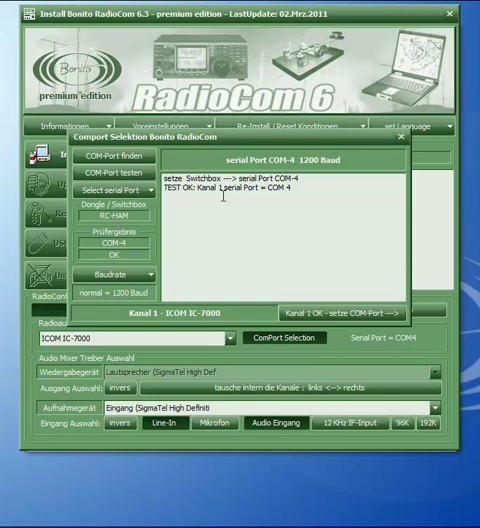 Install Bonito RadioCom 6.3 - premium edition - LastUpdate: 02.Mrz.2011
Bonito
premium edition
RadioCom 6
Informationen
Voreinstellungen
Re-Install / Reset Konditionen
set Language
Comport Selektion Bonito RadioCom
COM-Port finden
serial Port COM-4 1200 Baud
COM-Port testen
setze Switchbox ---> serial Port COM-4
Select serial Port
TEST OK: Kanal 1 serial Port = COM 4
Dongle / Switchbox
RC-HAM
Prüfergebnis
COM-4
OK
Baudrate
normal = 1200 Baud
Kanal 1 - ICOM IC-7000
Kanal 1 OK - setze COM-Port --->
ICOM IC-7000
ComPort Selection
Serial Port = COM4
Audio Mixer Treiber Auswahl
Wiedergabegerät
Lautsprecher (SigmaTel High Def
Ausgang Auswahl:
invers
tausche intern die Kanale : links <--> rechts
Aufnahmegerät
Eingang (SigmaTel High Definiti
Eingang Auswahl:
invers
Line-In
Mikrofon
Audio Eingang
12 KHz IF-Input
96K
192K